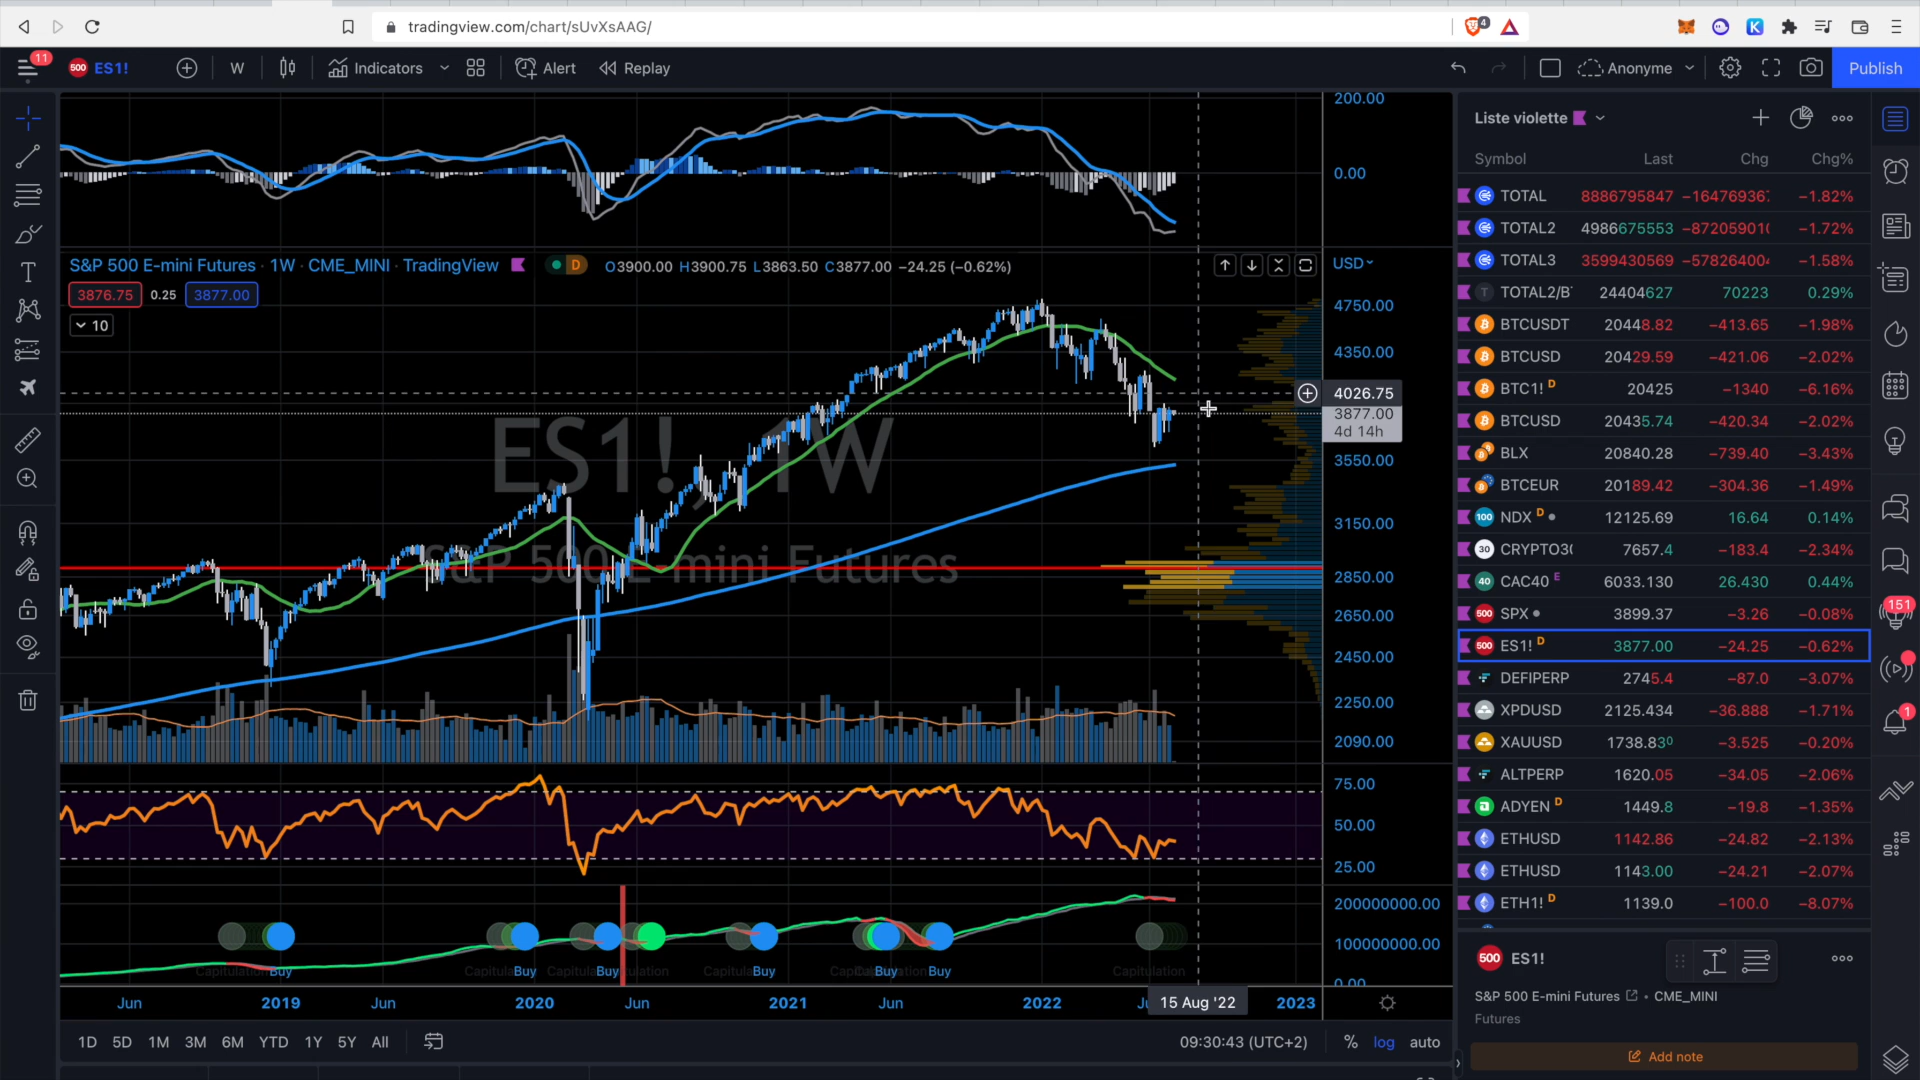 tradingview.com/chart/sUvXsAAG/
4
11
500 ES1! W Indicators Alert Replay Anonyme Publish
200.00
0.00
S&P 500 E-mini Futures · 1W · CME_MINI · TradingView D O3900.00 H3900.75 L3863.50 C3877.00 −24.25 (−0.62%) USD
3876.75 0.25 3877.00
10
4750.00
4350.00
4026.75
3877.00
4d 14h
3550.00
3150.00
2850.00
2650.00
2450.00
2250.00
2090.00
ES1!, 1W
S&P 500 E-mini Futures
75.00
50.00
25.00
200000000.00
100000000.00
0.00
Buy Buy Buy Buy Buy Buy Capitulation
Jun 2019 Jun 2020 Jun 2021 Jun 2022 15 Aug '22 2023
1D 5D 1M 3M 6M YTD 1Y 5Y All 09:30:43 (UTC+2) % log auto
Liste violette
Symbol Last Chg Chg%
TOTAL 8886795847 −16476936 −1.82%
TOTAL2 4986675553 −87205901 −1.72%
TOTAL3 3599430569 −57826400 −1.58%
T TOTAL2/B 24404627 70223 0.29%
BTCUSDT 20448.82 −413.65 −1.98%
BTCUSD 20429.59 −421.06 −2.02%
BTC1! D 20425 −1340 −6.16%
BTCUSD 20435.74 −420.34 −2.02%
BLX 20840.28 −739.40 −3.43%
BTCEUR 20189.42 −304.36 −1.49%
100 NDX D 12125.69 16.64 0.14%
30 CRYPTO3 7657.4 −183.4 −2.34%
40 CAC40 E 6033.130 26.430 0.44%
500 SPX 3899.37 −3.26 −0.08%
500 ES1! D 3877.00 −24.25 −0.62%
DEFIPERP 2745.4 −87.0 −3.07%
XPDUSD 2125.434 −36.888 −1.71%
XAUUSD 1738.830 −3.525 −0.20%
ALTPERP 1620.05 −34.05 −2.06%
ADYEN D 1449.8 −19.8 −1.35%
ETHUSD 1142.86 −24.82 −2.13%
ETHUSD 1143.00 −24.21 −2.07%
ETH1! D 1139.0 −100.0 −8.07%
500 ES1!
S&P 500 E-mini Futures • CME_MINI
Futures
Add note
151
1